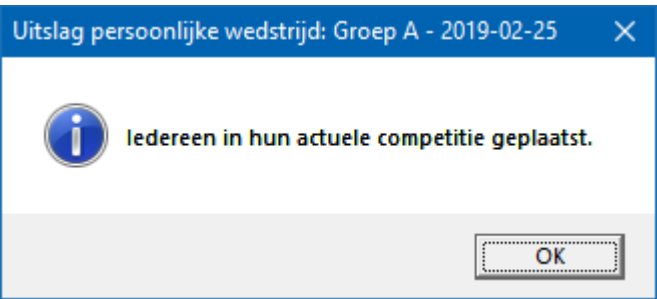 Uitslag persoonlijke wedstrijd: Groep A - 2019-02-25
Iedereen in hun actuele competitie geplaatst.
OK